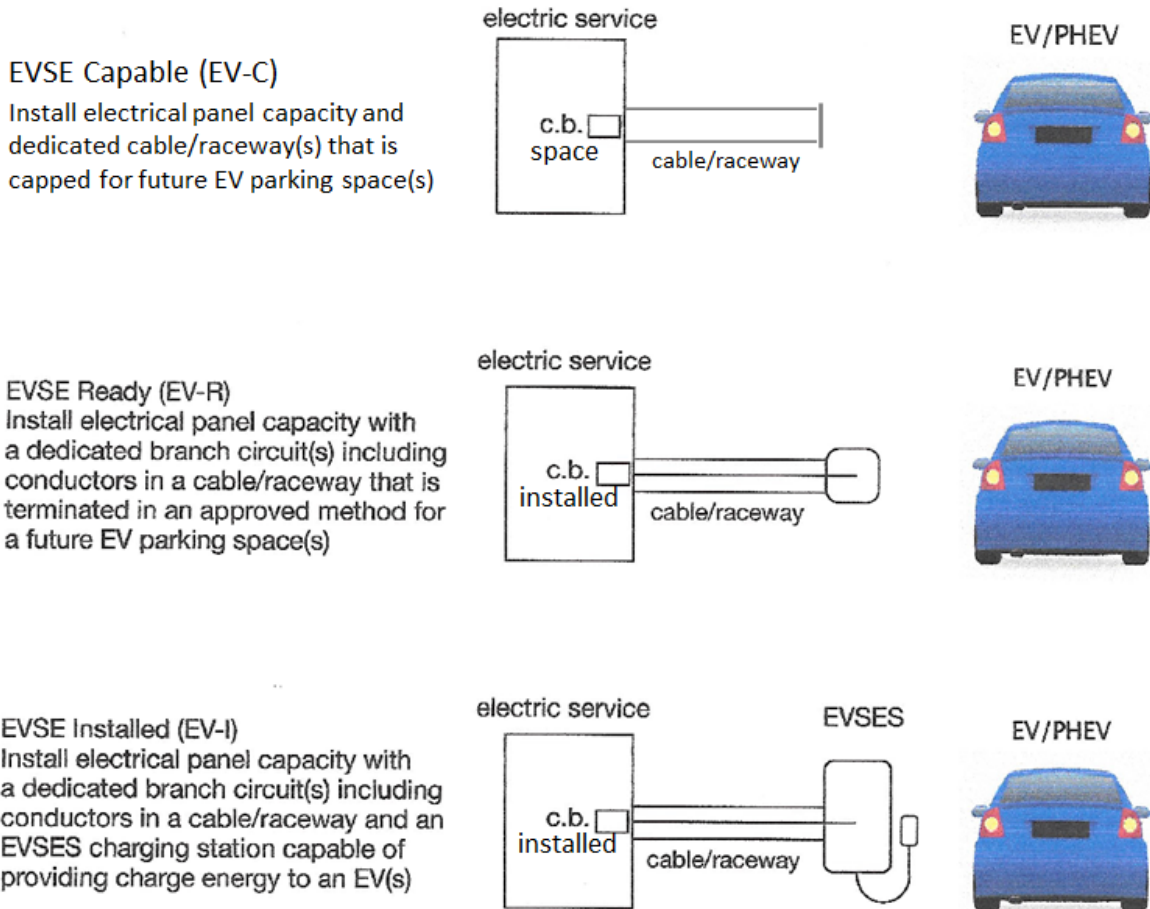 electric service
EV/PHEV
EVSE Capable (EV-C)
Install electrical panel capacity and
dedicated cable/raceway(s) that is
capped for future EV parking space(s)
c.b.
space
cable/raceway
electric service
EV/PHEV
EVSE Ready (EV-R)
Install electrical panel capacity with
a dedicated branch circuit(s) including
conductors in a cable/raceway that is
terminated in an approved method for
a future EV parking space(s)
c.b.
installed
cable/raceway
electric service
EVSES
EV/PHEV
EVSE Installed (EV-I)
Install electrical panel capacity with
a dedicated branch circuit(s) including
conductors in a cable/raceway and an
EVSES charging station capable of
providing charge energy to an EV(s)
c.b.
installed
cable/raceway